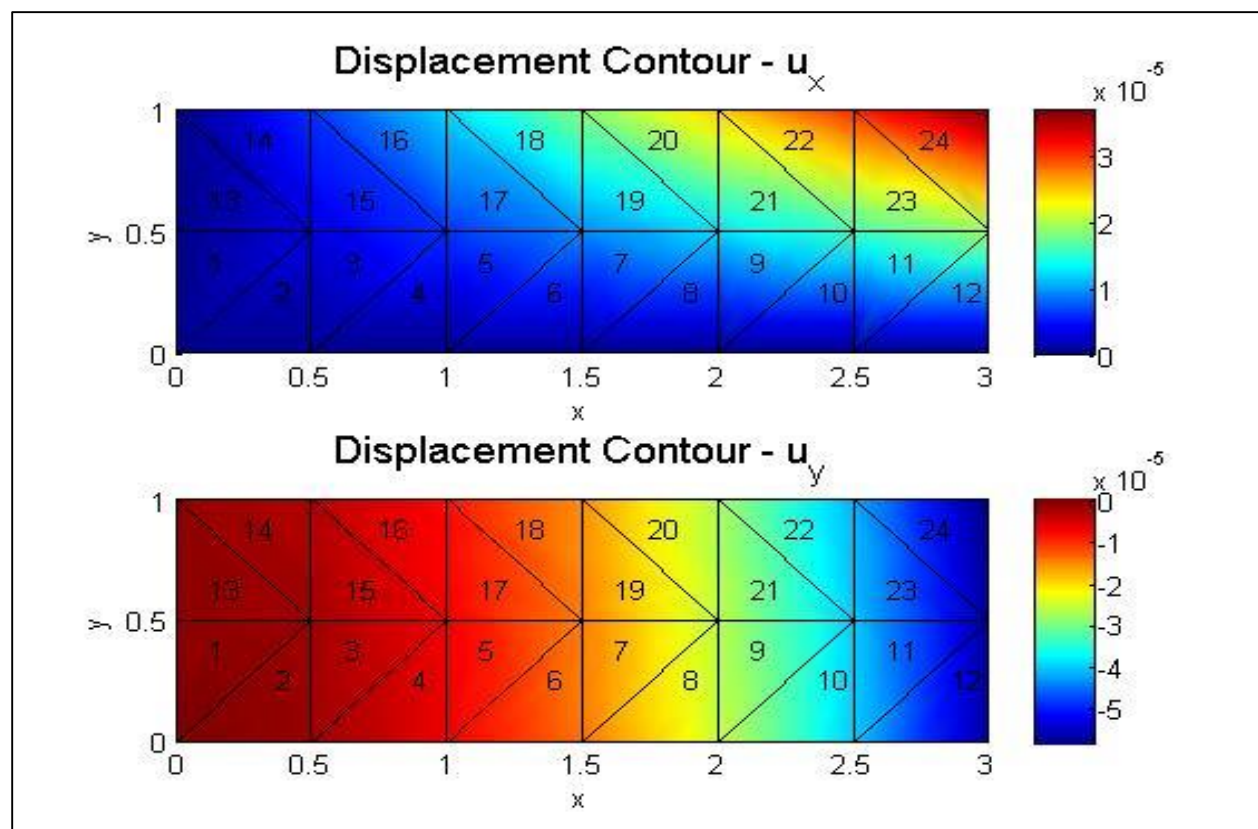 Displacement Contour - u_x
x 10^-5
1
14 16 18 20 22 24
3
13 15 17 19 21 23
y 0.5
2
1 3 5 7 9 11
2 4 6 8 10 12
1
0
0
0 0.5 1 1.5 2 2.5 3
x
Displacement Contour - u_y
x 10^-5
1
0
14 16 18 20 22 24
-1
13 15 17 19 21 23
-2
y 0.5
-3
1 3 5 7 9 11
2 4 6 8 10 12
-4
-5
0
0 0.5 1 1.5 2 2.5 3
x